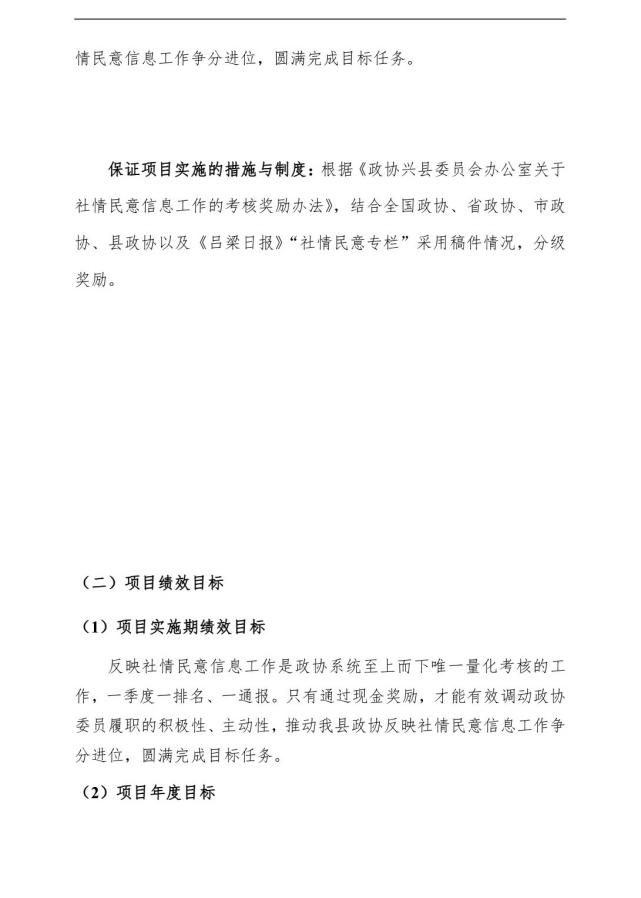 情民意信息工作争分进位，圆满完成目标任务。
保证项目实施的措施与制度：根据《政协兴县委员会办公室关于
社情民意信息工作的考核奖励办法》，结合全国政协、省政协、市政
协、县政协以及《吕梁日报》“社情民意专栏”采用稿件情况，分级
奖励。
（二）项目绩效目标
（1）项目实施期绩效目标
反映社情民意信息工作是政协系统至上而下唯一量化考核的工
作，一季度一排名、一通报。只有通过现金奖励，才能有效调动政协
委员履职的积极性、主动性，推动我县政协反映社情民意信息工作争
分进位，圆满完成目标任务。
（2）项目年度目标